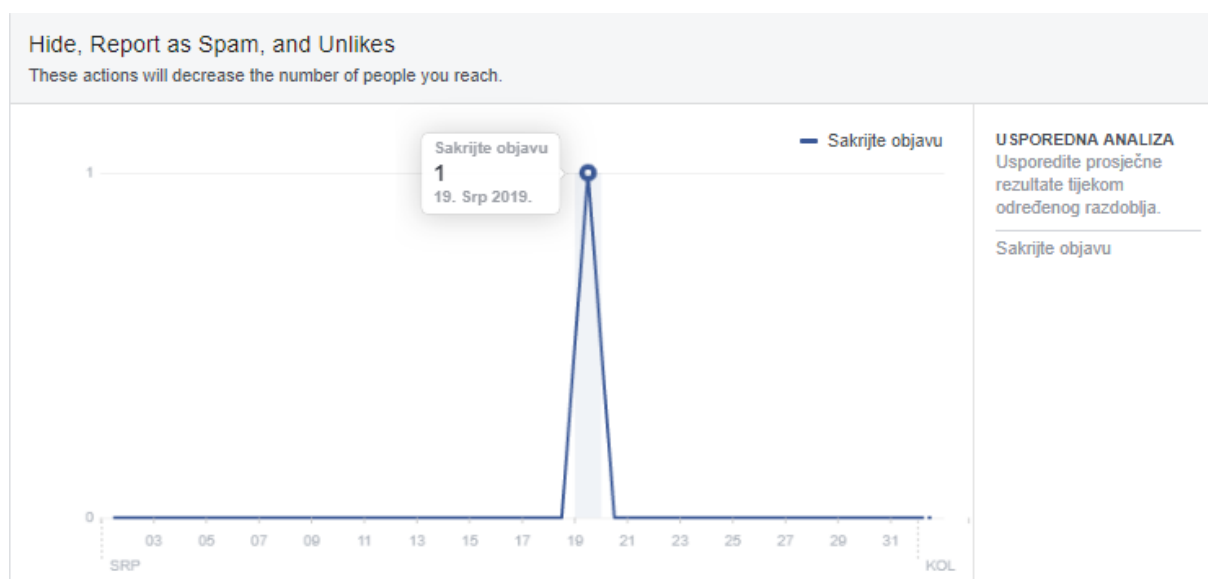 Hide, Report as Spam, and Unlikes
These actions will decrease the number of people you reach.
Sakrijte objavu
1
19. Srp 2019.
Sakrijte objavu
1
0
03 05 07 09 11 13 15 17 19 21 23 25 27 29 31
SRP KOL
USPOREDNA ANALIZA
Usporedite prosječne
rezultate tijekom
određenog razdoblja.
Sakrijte objavu